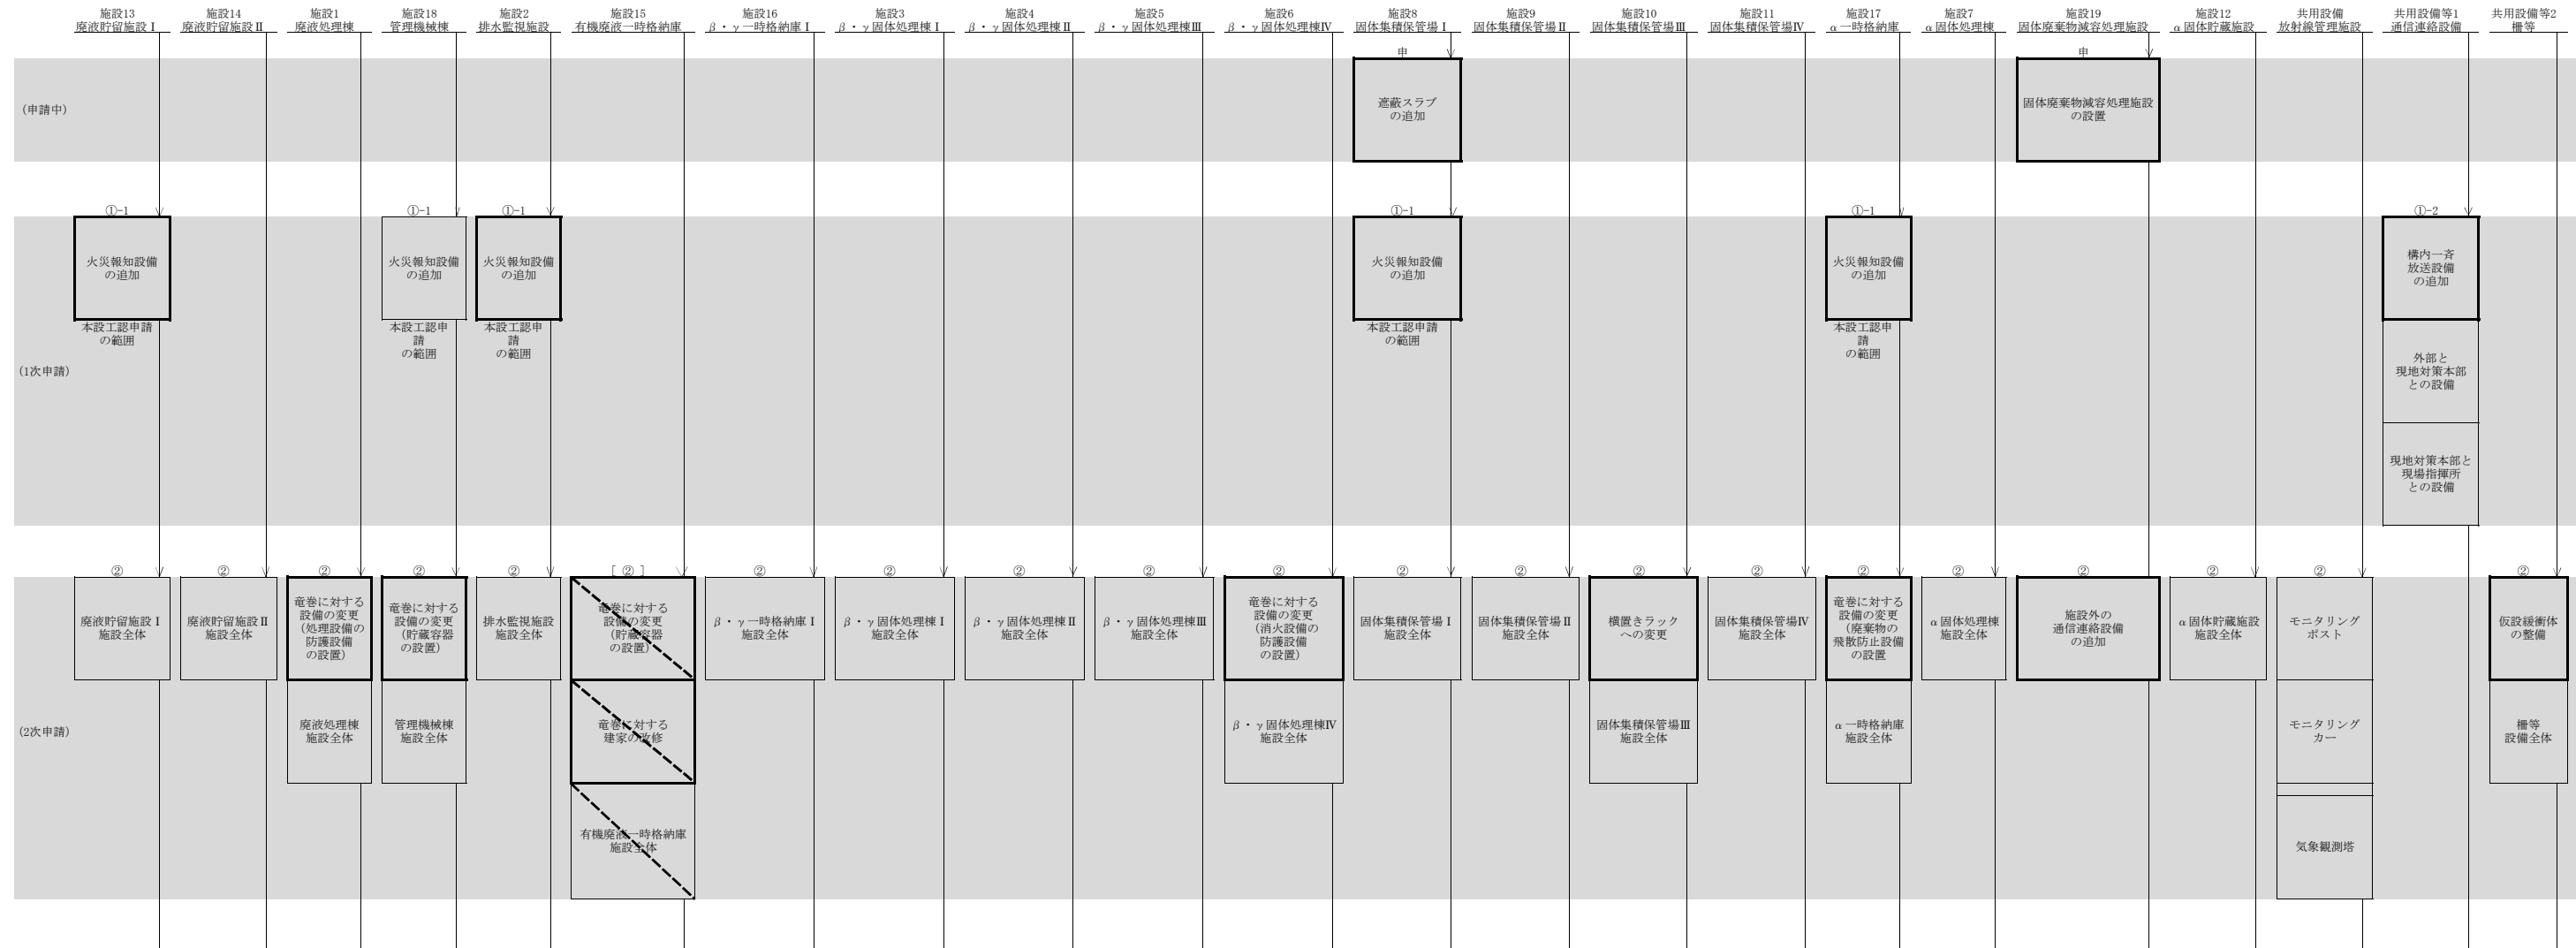 施設13
廃液貯留施設Ⅰ
施設14
廃液貯留施設Ⅱ
施設1
廃液処理棟
施設18
管理機械棟
施設2
排水監視施設
施設15
有機廃液一時格納庫
施設16
β・γ一時格納庫Ⅰ
施設3
β・γ固体処理棟Ⅰ
施設4
β・γ固体処理棟Ⅱ
施設5
β・γ固体処理棟Ⅲ
施設6
β・γ固体処理棟Ⅳ
施設8
固体集積保管場Ⅰ
施設9
固体集積保管場Ⅱ
施設10
固体集積保管場Ⅲ
施設11
固体集積保管場Ⅳ
施設17
α一時格納庫
施設7
α固体処理棟
施設19
固体廃棄物減容処理施設
施設12
α固体貯蔵施設
共用設備
放射線管理施設
共用設備等1
通信連絡設備
共用設備等2
柵等
(申請中)
申
遮蔽スラブ
の追加
申
固体廃棄物減容処理施設
の設置
(1次申請)
①-1
火災報知設備
の追加
本設工認申請
の範囲
①-1
火災報知設備
の追加
本設工認申
請
の範囲
①-1
火災報知設備
の追加
本設工認申
請
の範囲
①-1
火災報知設備
の追加
本設工認申請
の範囲
①-1
火災報知設備
の追加
本設工認申
請
の範囲
①-2
構内一斉
放送設備
の追加
外部と
現地対策本部
との設備
現地対策本部と
現場指揮所
との設備
(2次申請)
②
廃液貯留施設Ⅰ
施設全体
②
廃液貯留施設Ⅱ
施設全体
②
竜巻に対する
設備の変更
(処理設備の
防護設備
の設置)
廃液処理棟
施設全体
②
竜巻に対する
設備の変更
(貯蔵容器
の設置)
管理機械棟
施設全体
②
排水監視施設
施設全体
[ ② ]
竜巻に対する
設備の変更
(貯蔵容器
の設置)
竜巻に対する
建家の改修
有機廃液一時格納庫
施設全体
②
β・γ一時格納庫Ⅰ
施設全体
②
β・γ固体処理棟Ⅰ
施設全体
②
β・γ固体処理棟Ⅱ
施設全体
②
β・γ固体処理棟Ⅲ
施設全体
②
竜巻に対する
設備の変更
(消火設備の
防護設備
の設置)
β・γ固体処理棟Ⅳ
施設全体
②
固体集積保管場Ⅰ
施設全体
②
固体集積保管場Ⅱ
施設全体
②
横置きラック
への変更
固体集積保管場Ⅲ
施設全体
②
固体集積保管場Ⅳ
施設全体
②
竜巻に対する
設備の変更
(廃棄物の
飛散防止設備
の設置
α一時格納庫
施設全体
②
α固体処理棟
施設全体
②
施設外の
通信連絡設備
の追加
②
α固体貯蔵施設
施設全体
②
モニタリング
ポスト
モニタリング
カー
気象観測塔
②
仮設緩衝体
の整備
柵等
設備全体